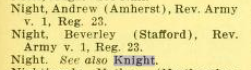 Night, Andrew (Amherst), Rev. Army
v. 1, Reg. 23.
Night, Beverley (Stafford), Rev.
Army v. 1, Reg. 23.
Night. See also Knight.